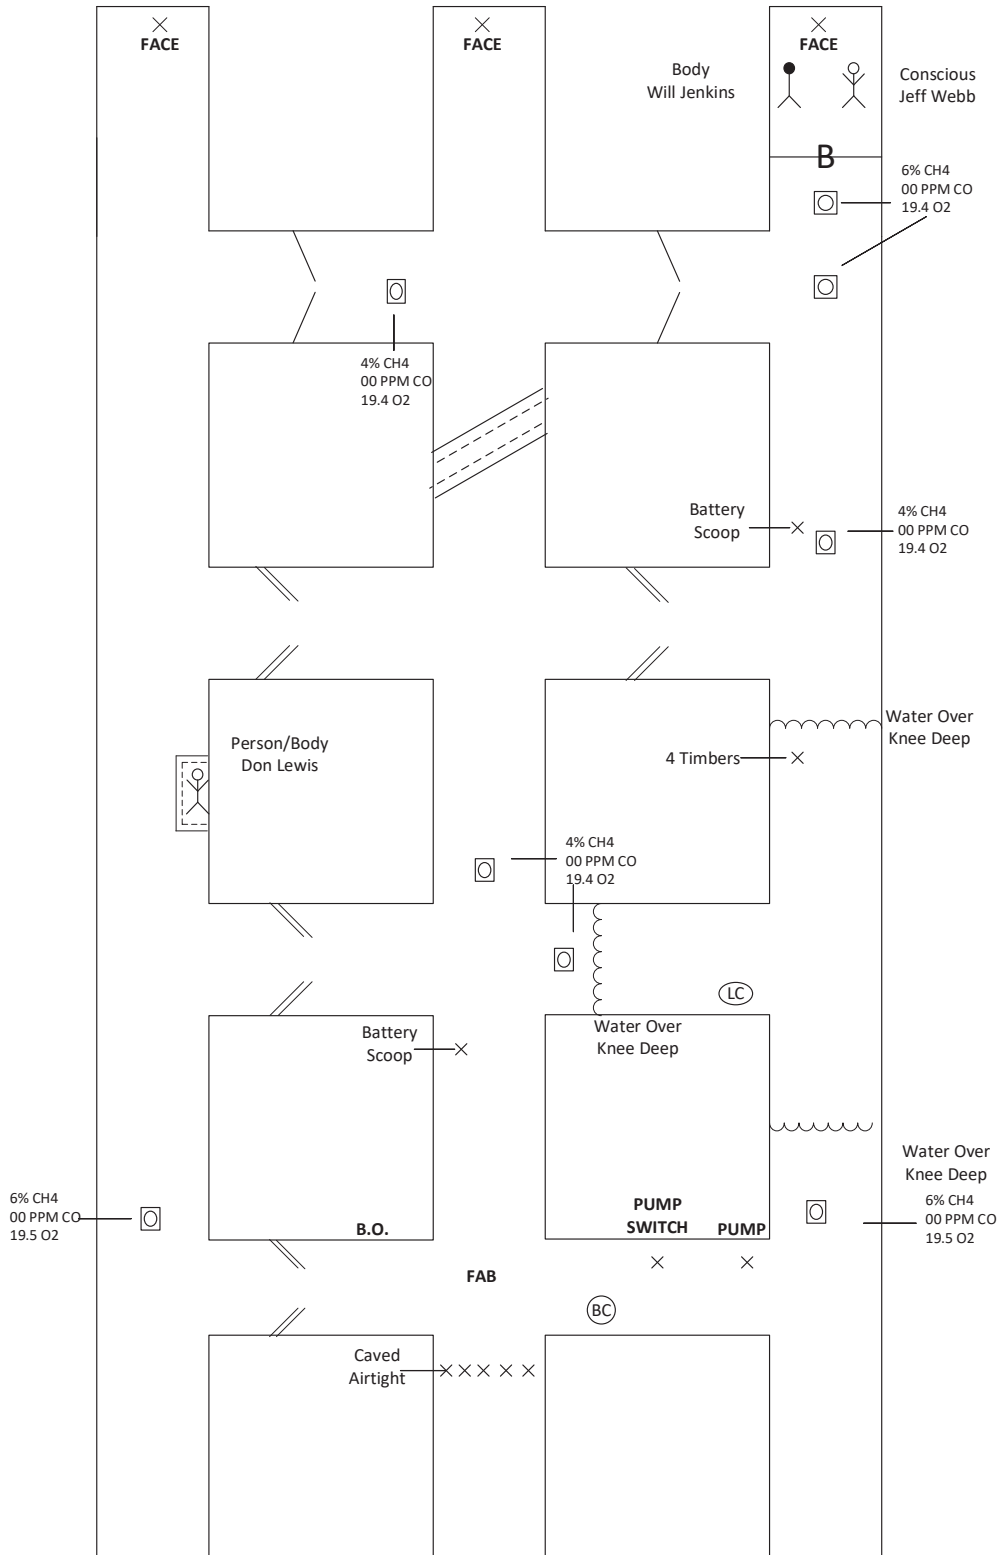 FACE
FACE
FACE
Body
Will Jenkins
Conscious
Jeff Webb
B
6% CH4
00 PPM CO
19.4 O2
4% CH4
00 PPM CO
19.4 O2
Battery
Scoop
4% CH4
00 PPM CO
19.4 O2
Person/Body
Don Lewis
Water Over
Knee Deep
4 Timbers
4% CH4
00 PPM CO
19.4 O2
LC
Battery
Scoop
Water Over
Knee Deep
Water Over
Knee Deep
6% CH4
00 PPM CO
19.5 O2
B.O.
PUMP
SWITCH
PUMP
6% CH4
00 PPM CO
19.5 O2
FAB
BC
Caved
Airtight